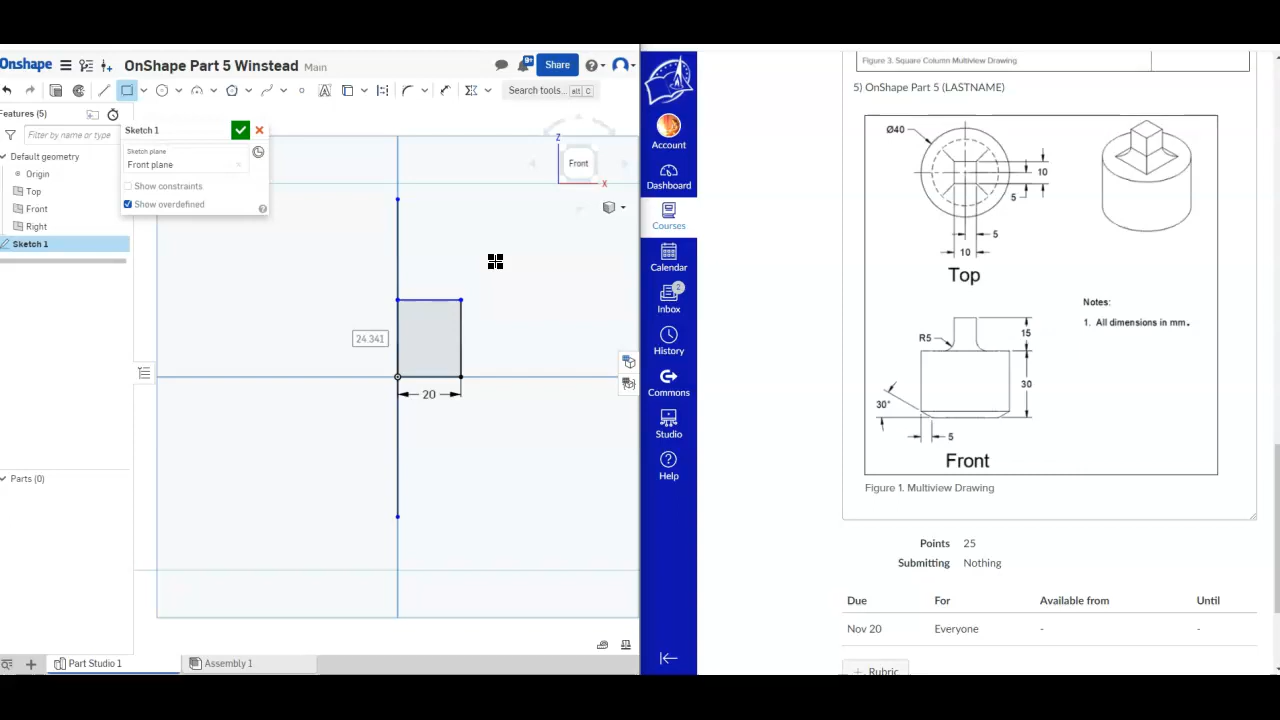 Onshape
OnShape Part 5 Winstead Main
9+
Share
Search tools... alt C
Features (5)
Filter by name or type
Default geometry
Origin
Top
Front
Right
Sketch 1
Parts (0)
Sketch 1
Sketch plane
Front plane
Show constraints
Show overdefined
Z
Front
X
24.341
20
Part Studio 1
Assembly 1
Account
Dashboard
Courses
Calendar
2
Inbox
History
Commons
Studio
Help
Figure 3. Square Column Multiview Drawing
5) OnShape Part 5 (LASTNAME)
Ø40
10
5
5
10
Top
Notes:
1. All dimensions in mm.
R5
15
30
30°
5
Front
Figure 1. Multiview Drawing
Points 25
Submitting Nothing
Due For Available from Until
Nov 20 Everyone - -
+ Rubric